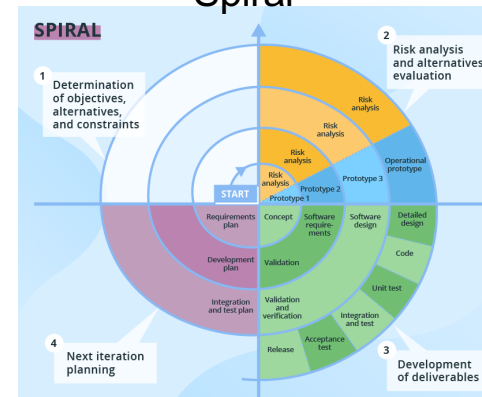 Spiral
SPIRAL
1
Determination
of objectives,
alternatives,
and constraints
2
Risk analysis
and alternatives
evaluation
Risk
analysis
Risk
analysis
Risk
analysis
Risk
analysis
Operational
prototype
Prototype 3
Prototype 2
Prototype 1
START
Requirements
plan
Concept
Software
require-
ments
Software
design
Detailed
design
Code
Development
plan
Validation
Unit test
Integration
and test plan
Validation
and
verification
Integration
and test
Acceptance
test
Release
4
Next iteration
planning
3
Development
of deliverables